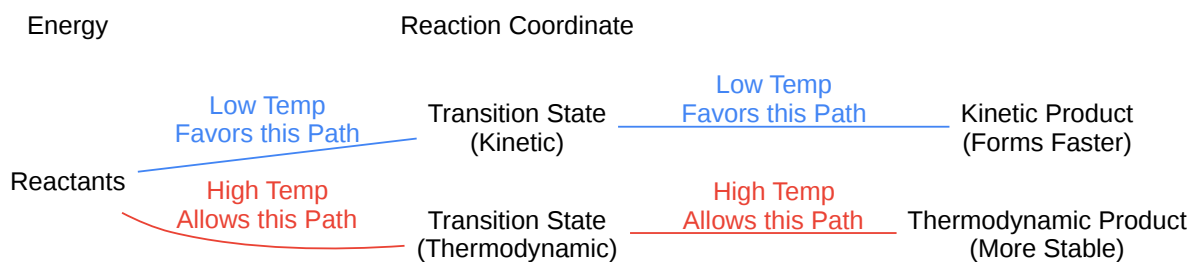 Energy
Reaction Coordinate
Low Temp
Favors this Path
Transition State
(Kinetic)
Low Temp
Favors this Path
Kinetic Product
(Forms Faster)
Reactants
High Temp
Allows this Path
Transition State
(Thermodynamic)
High Temp
Allows this Path
Thermodynamic Product
(More Stable)